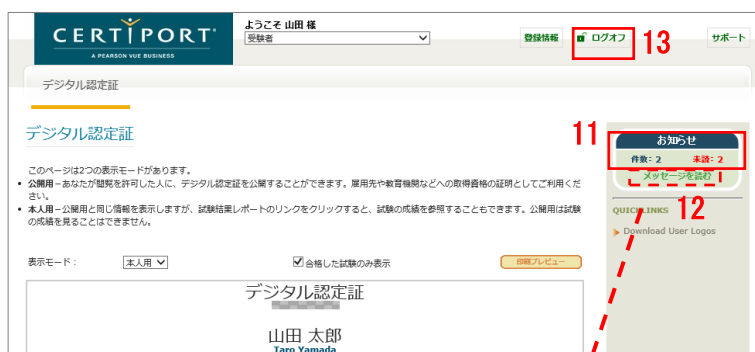 CERTIPORT
A PEARSON VUE BUSINESS
ようこそ 山田 様
受験者
登録情報
ログオフ
13
サポート
デジタル認定証
デジタル認定証
11
お知らせ
件数: 2 未読: 2
メッセージを読む
12
QUICKLINKS
Download User Logos
このページは2つの表示モードがあります。
• 公開用 – あなたが閲覧を許可した人に、デジタル認定証を公開することができます。雇用先や教育機関などへの取得資格の証明としてご利用くだ
さい。
• 本人用 – 公開用と同じ情報を表示しますが、試験結果レポートのリンクをクリックすると、試験の成績を参照することもできます。公開用は試験
の成績を見ることはできません。
表示モード : 本人用 合格した試験のみ表示 印刷プレビュー
デジタル認定証
山田 太郎
Taro Yamada